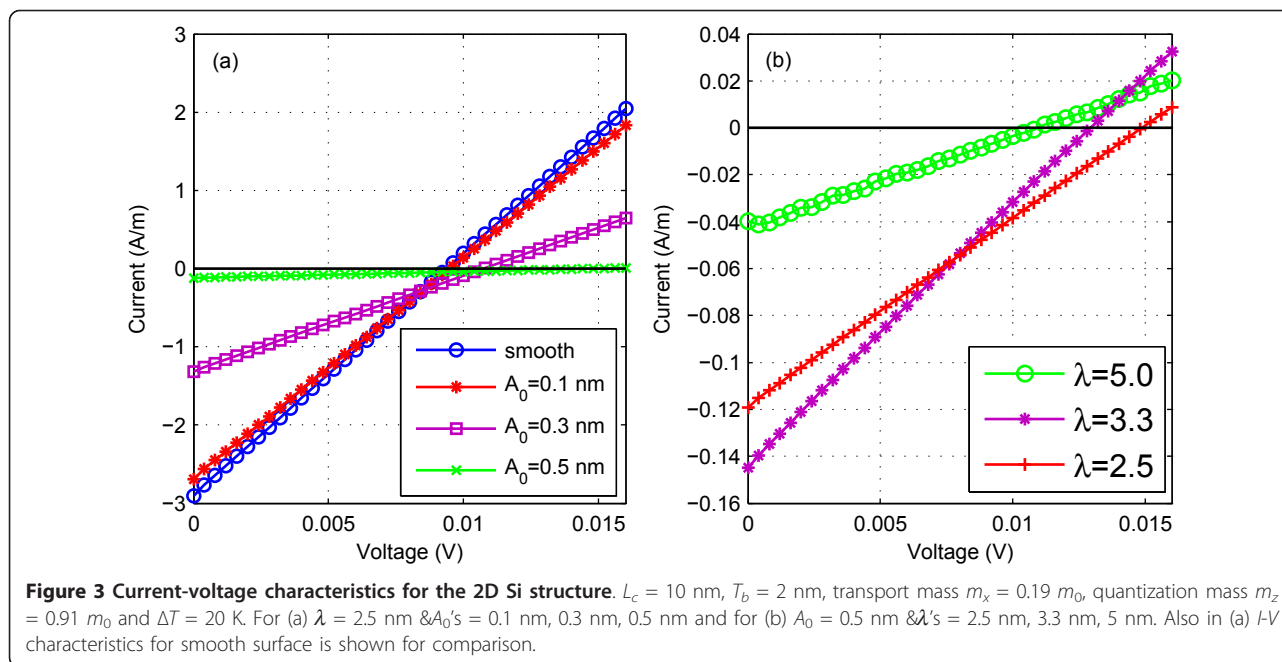 (a)
3
2
1
0
−1
−2
−3
Current (A/m)
0
0.005
0.01
0.015
Voltage (V)
smooth
A₀=0.1 nm
A₀=0.3 nm
A₀=0.5 nm
(b)
0.04
0.02
0
−0.02
−0.04
−0.06
−0.08
−0.1
−0.12
−0.14
−0.16
Current (A/m)
0
0.005
0.01
0.015
Voltage (V)
λ=5.0
λ=3.3
λ=2.5
Figure 3 Current-voltage characteristics for the 2D Si structure. L_c = 10 nm, T_b = 2 nm, transport mass m_x = 0.19 m₀, quantization mass m_z
= 0.91 m₀ and ΔT = 20 K. For (a) λ = 2.5 nm &A₀'s = 0.1 nm, 0.3 nm, 0.5 nm and for (b) A₀ = 0.5 nm &λ's = 2.5 nm, 3.3 nm, 5 nm. Also in (a) I-V
characteristics for smooth surface is shown for comparison.